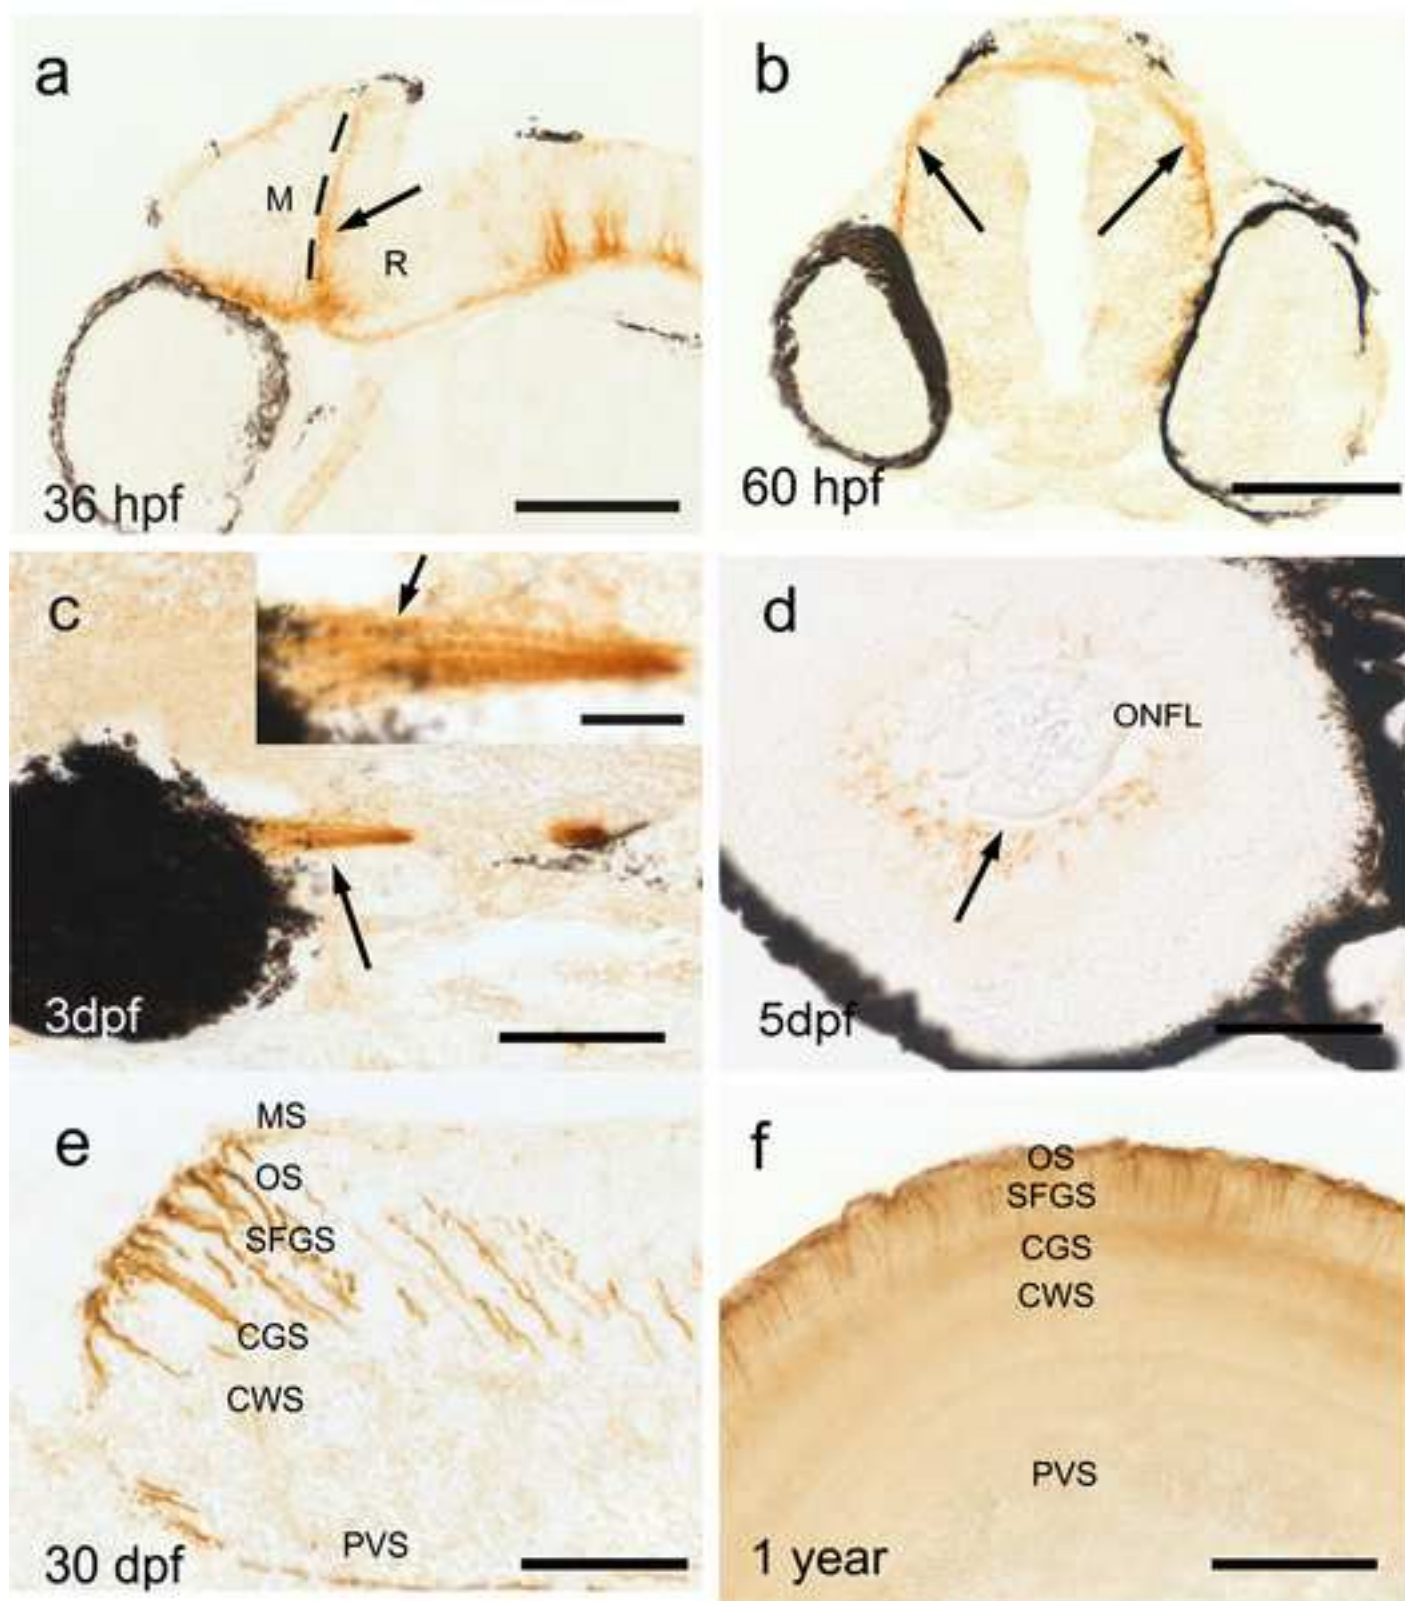 a
M
R
36 hpf
b
60 hpf
c
3dpf
d
ONFL
5dpf
e
MS
OS
SFGS
CGS
CWS
PVS
30 dpf
f
OS
SFGS
CGS
CWS
PVS
1 year